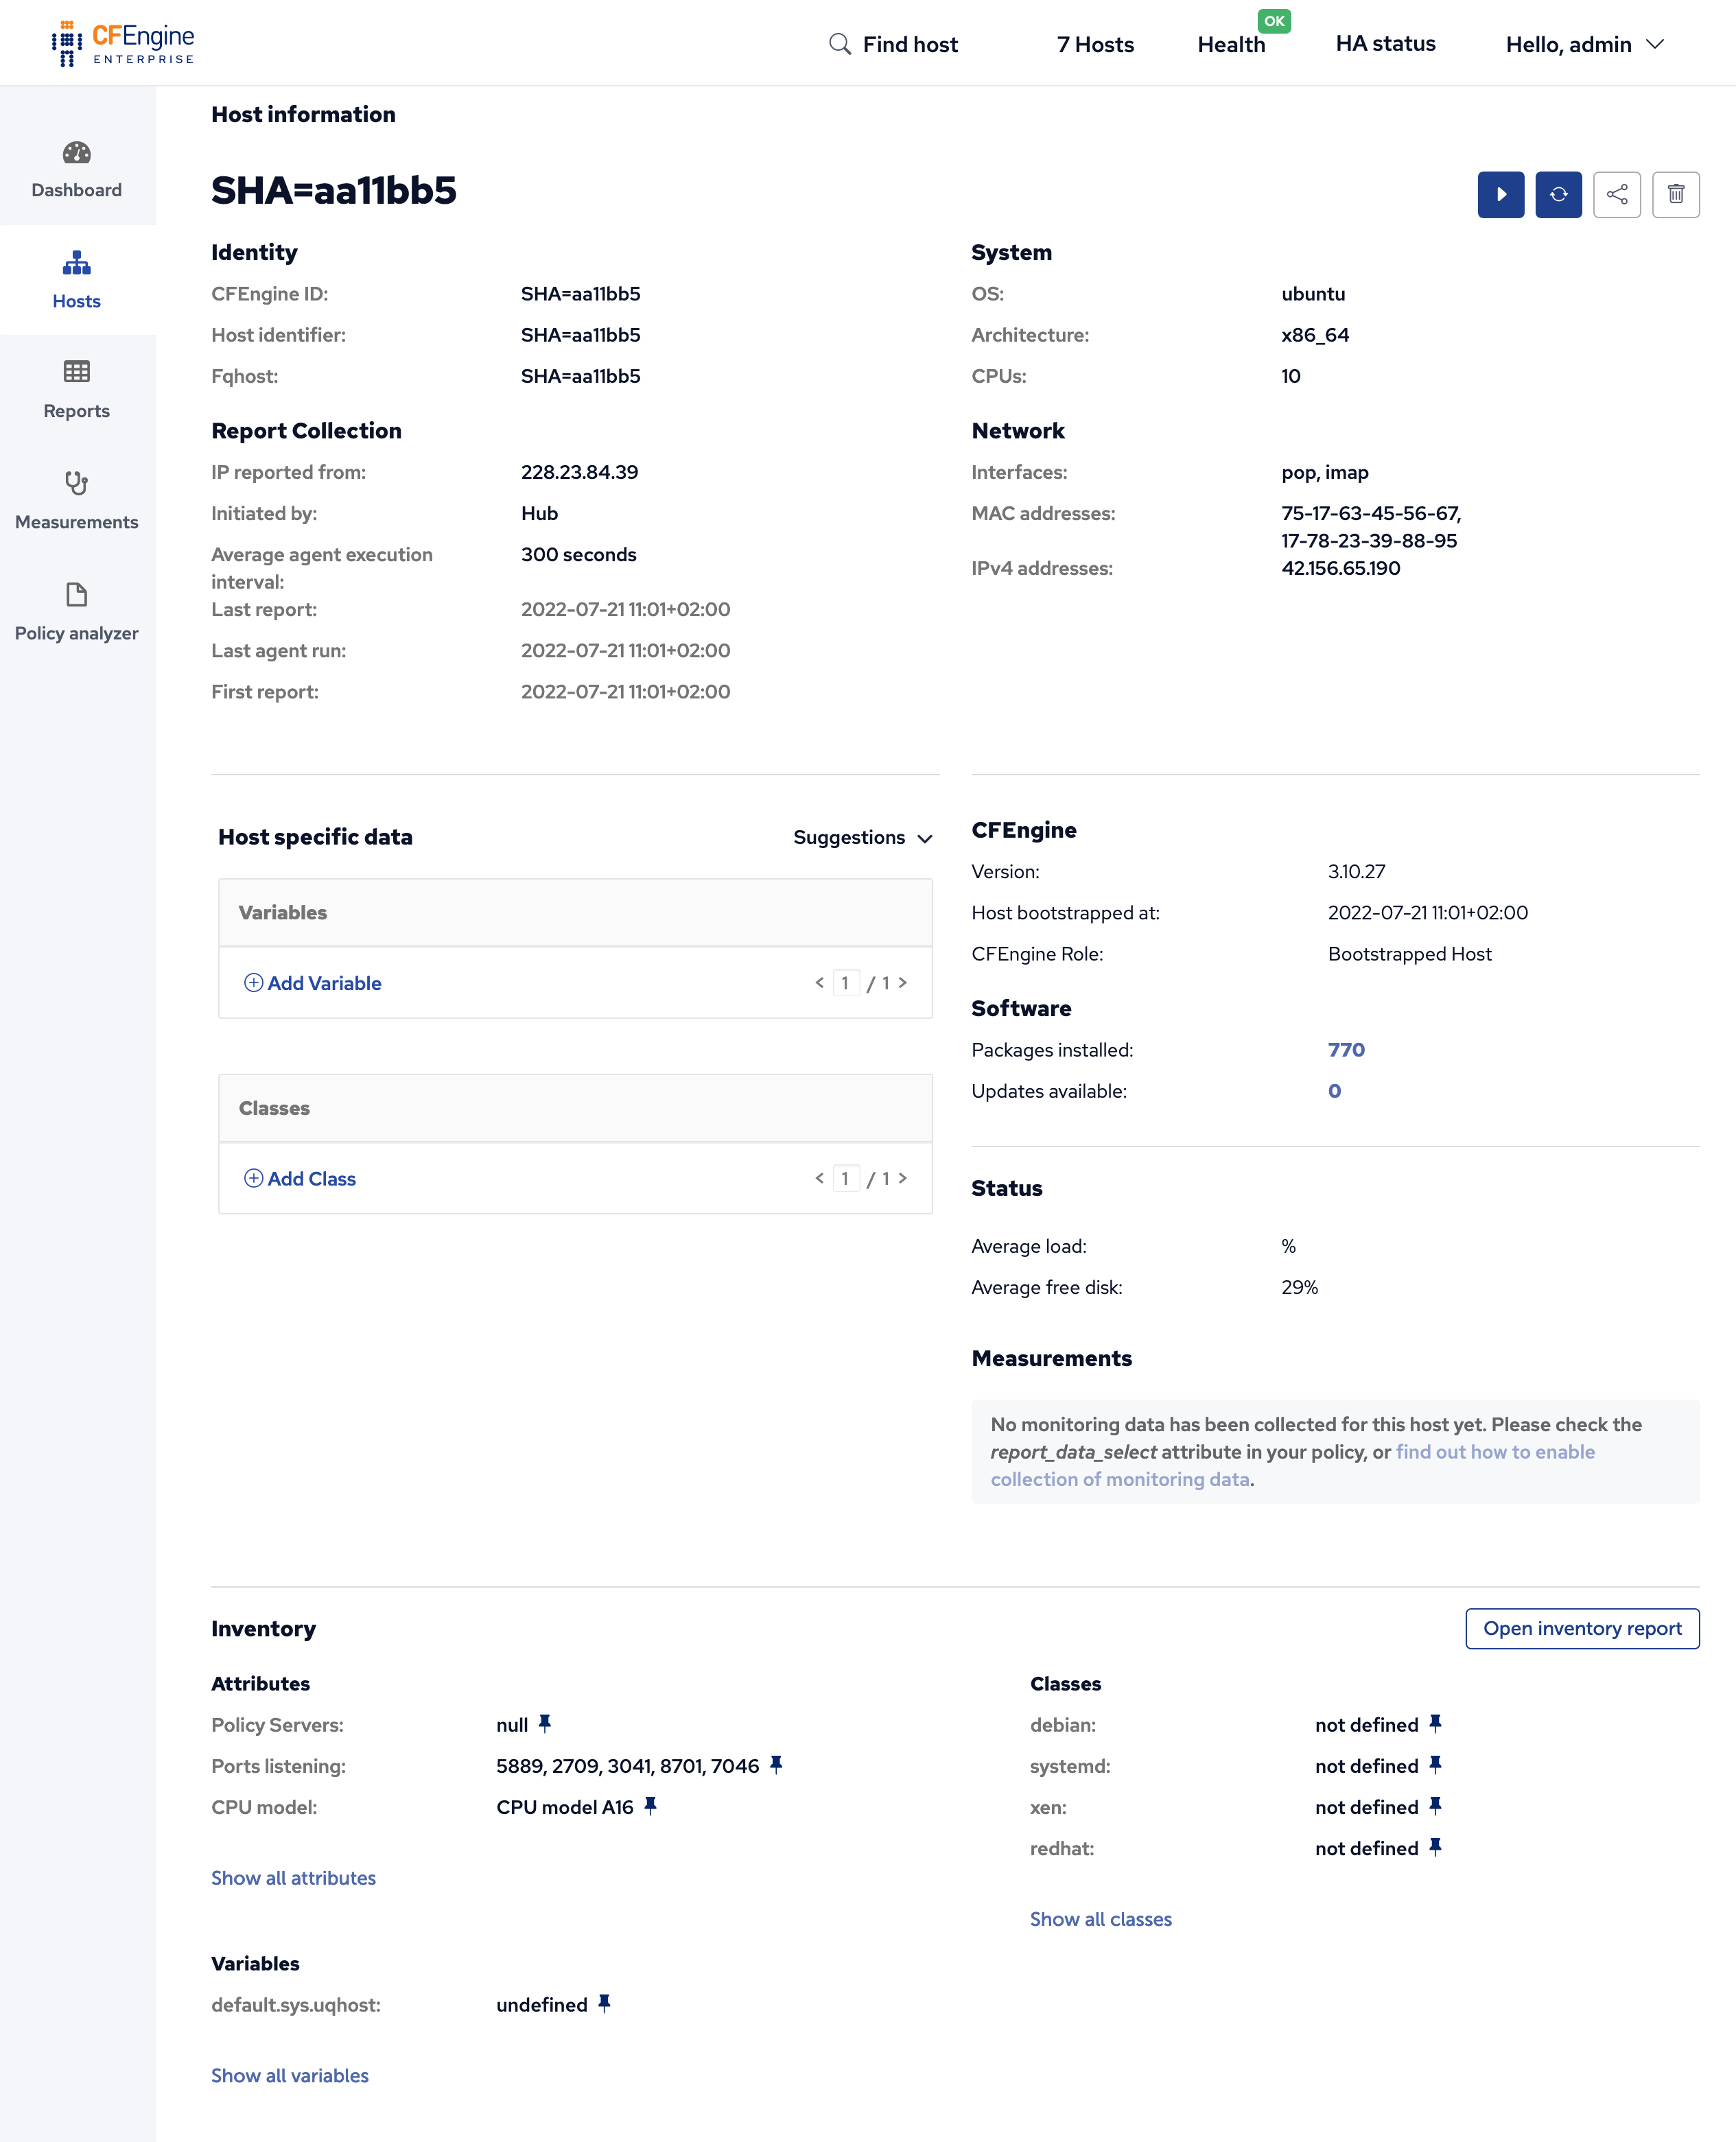 CFEngine
ENTERPRISE
Find host
7 Hosts
Health
OK
HA status
Hello, admin
Dashboard
Hosts
Reports
Measurements
Policy analyzer
Host information
SHA=aa11bb5
Identity
CFEngine ID: SHA=aa11bb5
Host identifier: SHA=aa11bb5
Fqhost: SHA=aa11bb5
Report Collection
IP reported from: 228.23.84.39
Initiated by: Hub
Average agent execution 300 seconds
interval:
Last report: 2022-07-21 11:01+02:00
Last agent run: 2022-07-21 11:01+02:00
First report: 2022-07-21 11:01+02:00
System
OS: ubuntu
Architecture: x86_64
CPUs: 10
Network
Interfaces: pop, imap
MAC addresses: 75-17-63-45-56-67,
17-78-23-39-88-95
IPv4 addresses: 42.156.65.190
Host specific data
Suggestions
Variables
Add Variable
< 1 / 1 >
Classes
Add Class
< 1 / 1 >
CFEngine
Version: 3.10.27
Host bootstrapped at: 2022-07-21 11:01+02:00
CFEngine Role: Bootstrapped Host
Software
Packages installed: 770
Updates available: 0
Status
Average load: %
Average free disk: 29%
Measurements
No monitoring data has been collected for this host yet. Please check the
report_data_select attribute in your policy, or find out how to enable
collection of monitoring data.
Inventory
Open inventory report
Attributes
Policy Servers: null
Ports listening: 5889, 2709, 3041, 8701, 7046
CPU model: CPU model A16
Show all attributes
Variables
default.sys.uqhost: undefined
Show all variables
Classes
debian: not defined
systemd: not defined
xen: not defined
redhat: not defined
Show all classes